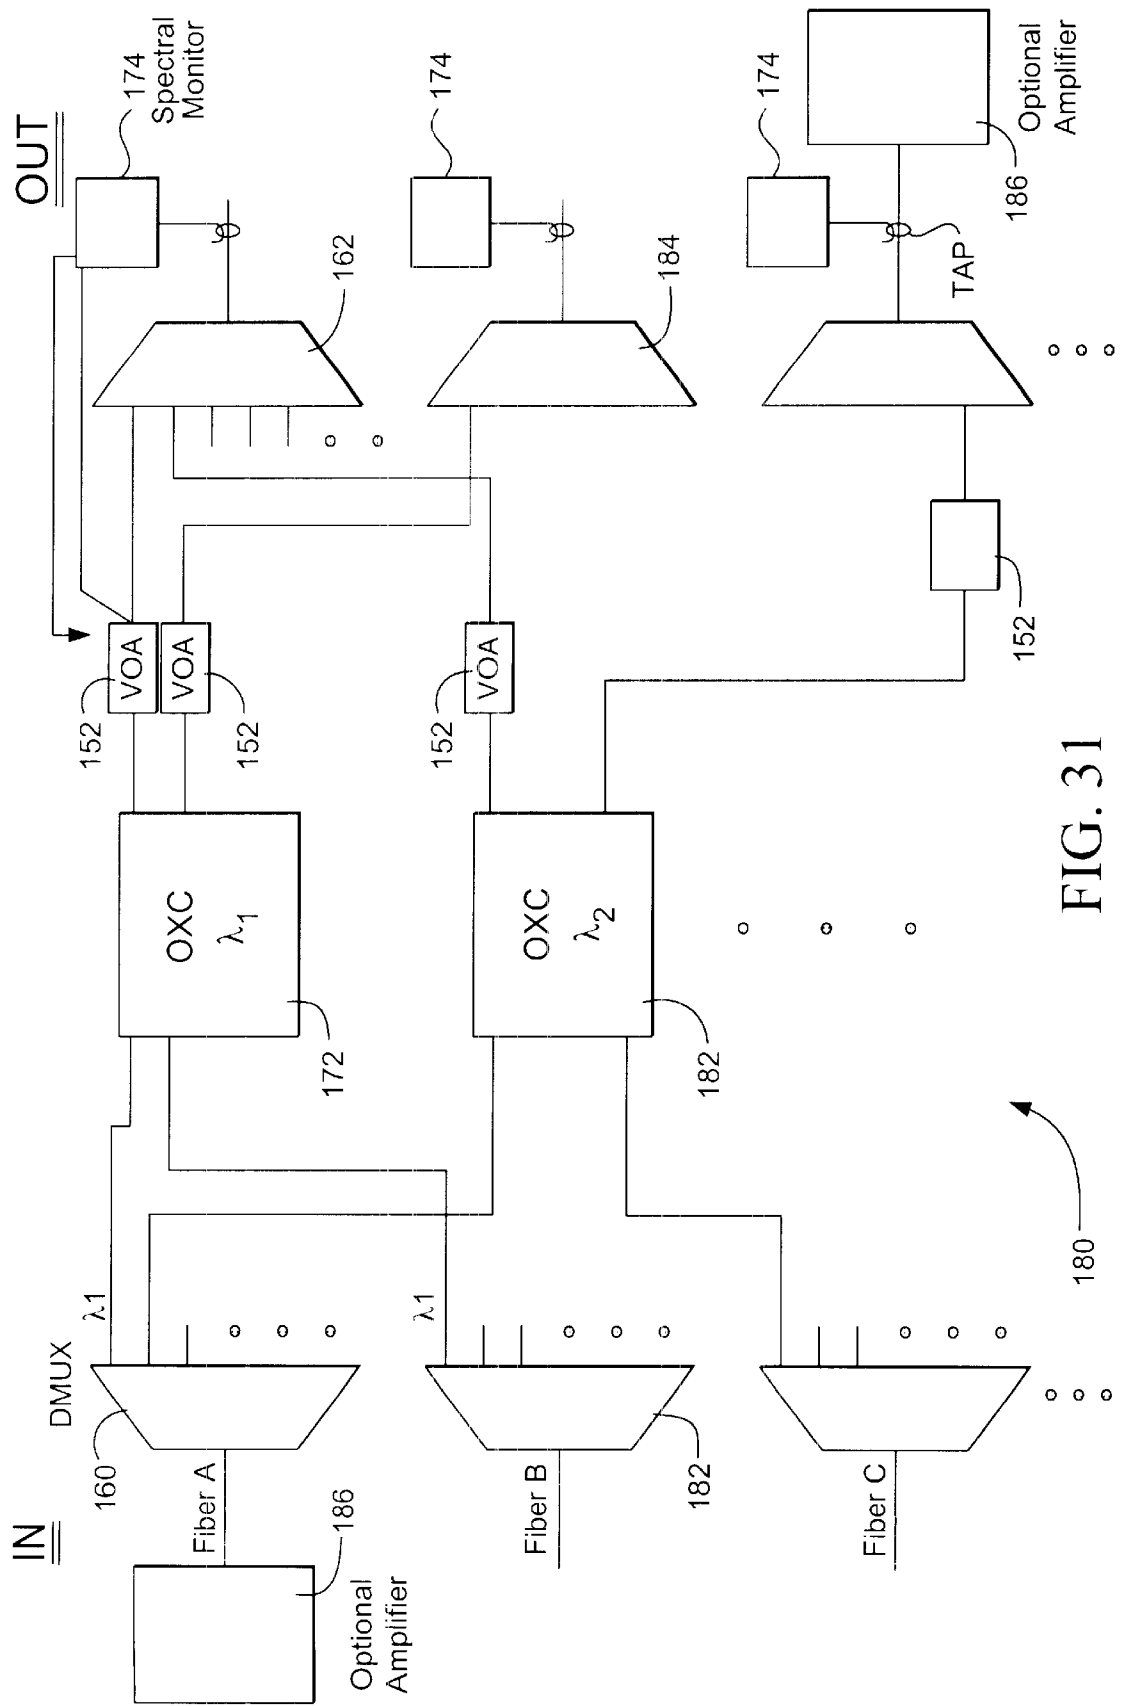 IN
OUT
Optional
Amplifier
186
Fiber A
160
DMUX
λ1
Fiber B
182
λ1
Fiber C
180
172
OXC
λ1
182
OXC
λ2
152
VOA
VOA
152
152
VOA
152
162
184
TAP
174
Spectral
Monitor
174
174
186
Optional
Amplifier
FIG. 31